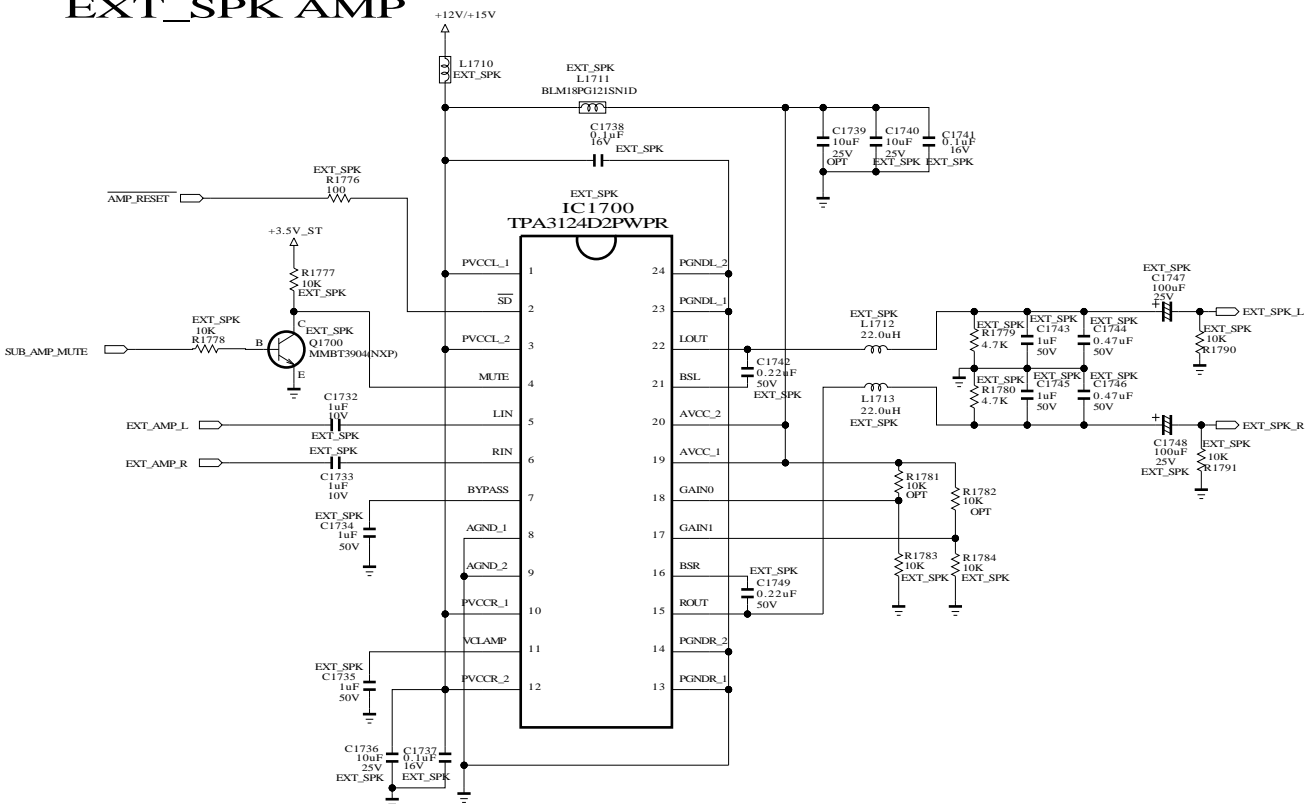 EXT_SPK AMP
+12V/+15V
L1710
EXT_SPK
EXT_SPK
L1711
BLM18PG121SN1D
C1738
0.1uF
16V
EXT_SPK
C1739
10uF
25V
OPT
C1740
10uF
25V
EXT_SPK
C1741
0.1uF
16V
EXT_SPK
EXT_SPK
R1776
100
AMP_RESET
EXT_SPK
IC1700
TPA3124D2PWPR
+3.5V_ST
R1777
10K
EXT_SPK
EXT_SPK
10K
R1778
SUB_AMP_MUTE
B
C
E
EXT_SPK
Q1700
MMBT3904(NXP)
C1732
1uF
10V
EXT_SPK
EXT_AMP_L
EXT_SPK
C1733
1uF
10V
EXT_AMP_R
EXT_SPK
C1734
1uF
50V
EXT_SPK
C1735
1uF
50V
C1736
10uF
25V
EXT_SPK
C1737
0.1uF
16V
EXT_SPK
PVCCL_1 1
SD 2
PVCCL_2 3
MUTE 4
LIN 5
RIN 6
BYPASS 7
AGND_1 8
AGND_2 9
PVCCR_1 10
VCLAMP 11
PVCCR_2 12
24 PGNDL_2
23 PGNDL_1
22 LOUT
21 BSL
20 AVCC_2
19 AVCC_1
18 GAIN0
17 GAIN1
16 BSR
15 ROUT
14 PGNDR_2
13 PGNDR_1
C1742
0.22uF
50V
EXT_SPK
EXT_SPK
L1712
22.0uH
L1713
22.0uH
EXT_SPK
EXT_SPK
R1779
4.7K
EXT_SPK
C1743
1uF
50V
EXT_SPK
C1744
0.47uF
50V
EXT_SPK
R1780
4.7K
EXT_SPK
C1745
1uF
50V
EXT_SPK
C1746
0.47uF
50V
EXT_SPK
C1747
100uF
25V
+
EXT_SPK_L
EXT_SPK
10K
R1790
+
C1748
100uF
25V
EXT_SPK
EXT_SPK_R
EXT_SPK
10K
R1791
R1781
10K
OPT
R1782
10K
OPT
R1783
10K
EXT_SPK
R1784
10K
EXT_SPK
EXT_SPK
C1749
0.22uF
50V